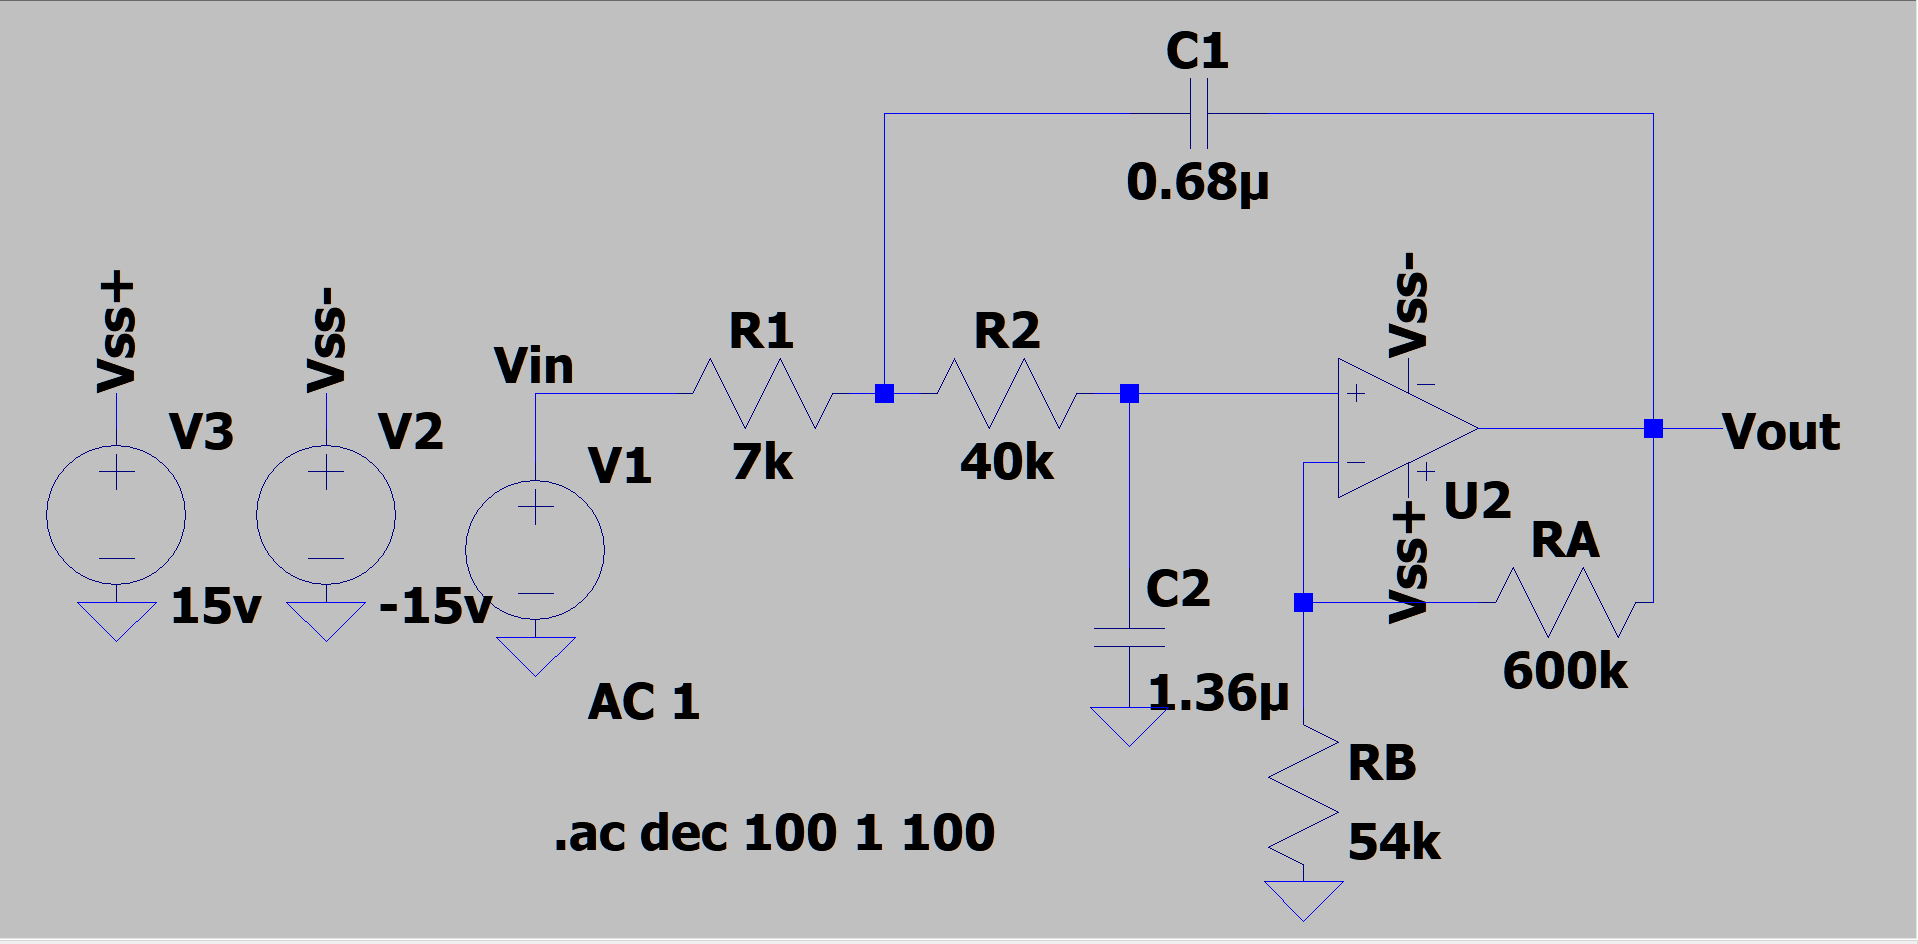 C1
0.68µ
Vss+
Vss-
Vss-
R1
R2
Vin
V3
V2
V1
7k
40k
Vout
U2
Vss+
RA
C2
15v
-15v
600k
1.36µ
AC 1
RB
.ac dec 100 1 100
54k